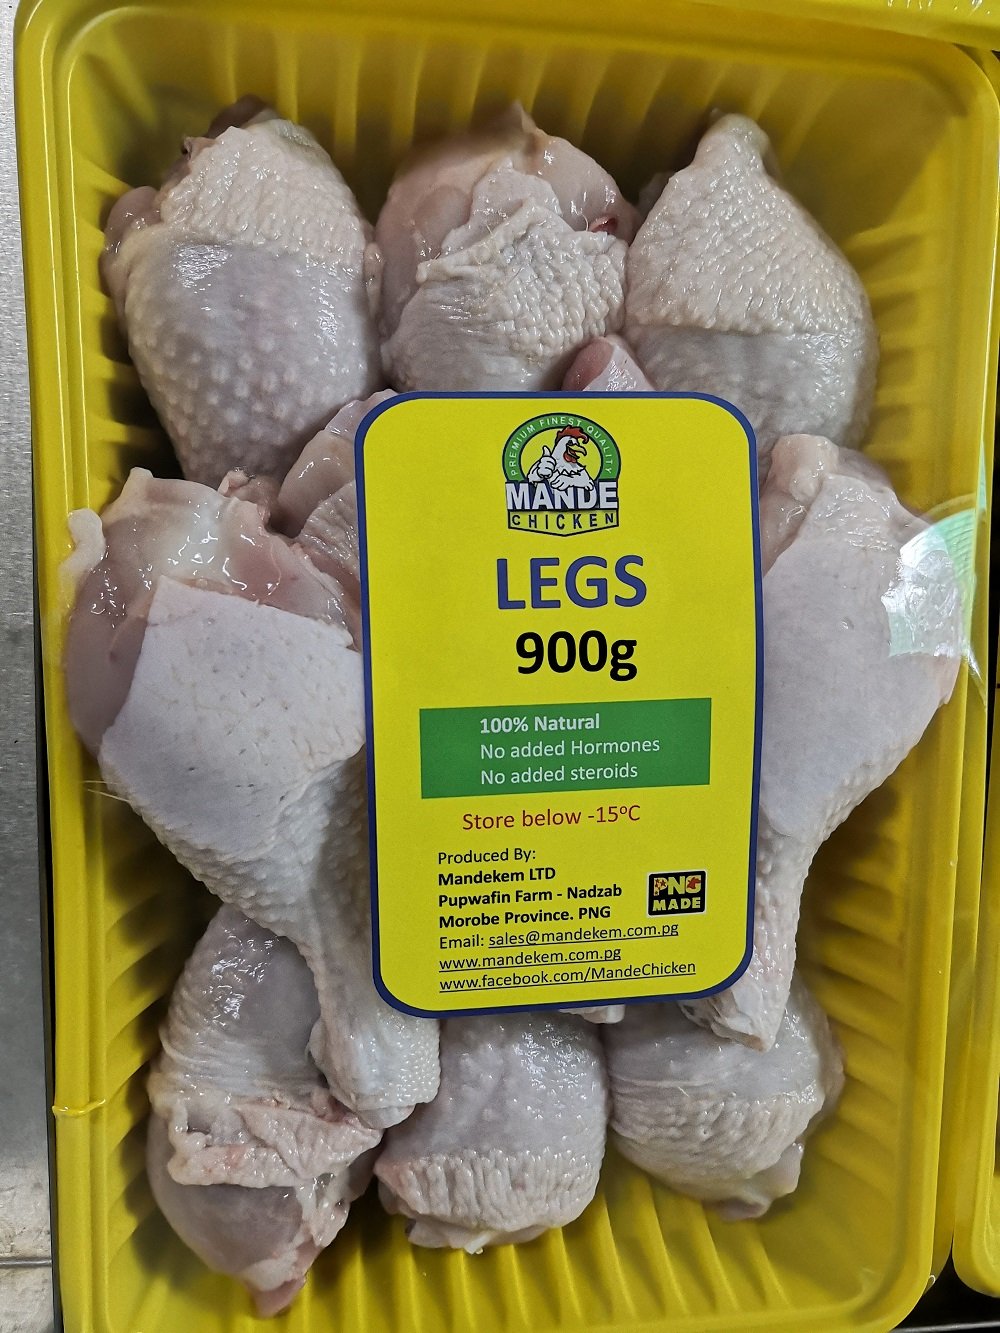 PREMIUM FINEST QUALITY
MANDE
CHICKEN
LEGS
900g
100% Natural
No added Hormones
No added steroids
Store below -15°C
Produced By:
Mandekem LTD
Pupwafin Farm - Nadzab
Morobe Province. PNG
PNG
MADE
Email: sales@mandekem.com.pg
www.mandekem.com.pg
www.facebook.com/MandeChicken